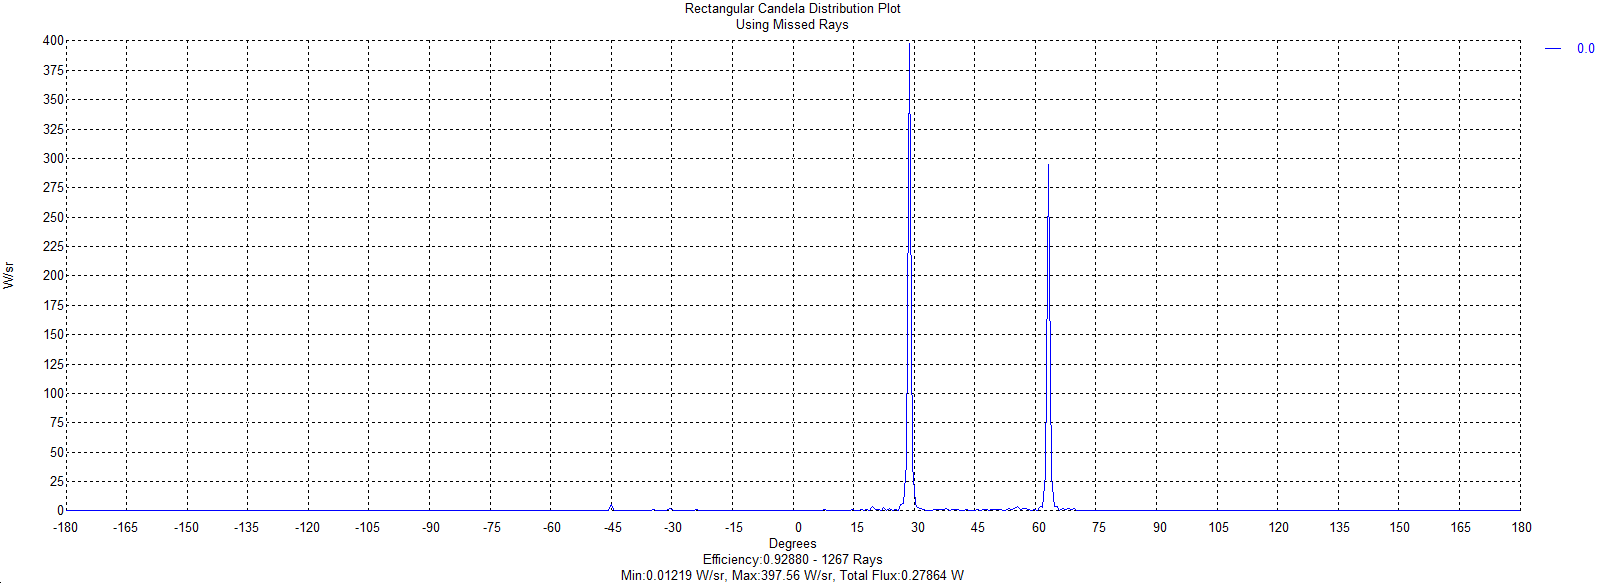 Rectangular Candela Distribution Plot
Using Missed Rays
400
375
350
325
300
275
250
225
200
175
150
125
100
75
50
25
0
W/sr
0.0
-180 -165 -150 -135 -120 -105 -90 -75 -60 -45 -30 -15 0 15 30 45 60 75 90 105 120 135 150 165 180
Degrees
Efficiency:0.92880 - 1267 Rays
Min:0.01219 W/sr, Max:397.56 W/sr, Total Flux:0.27864 W